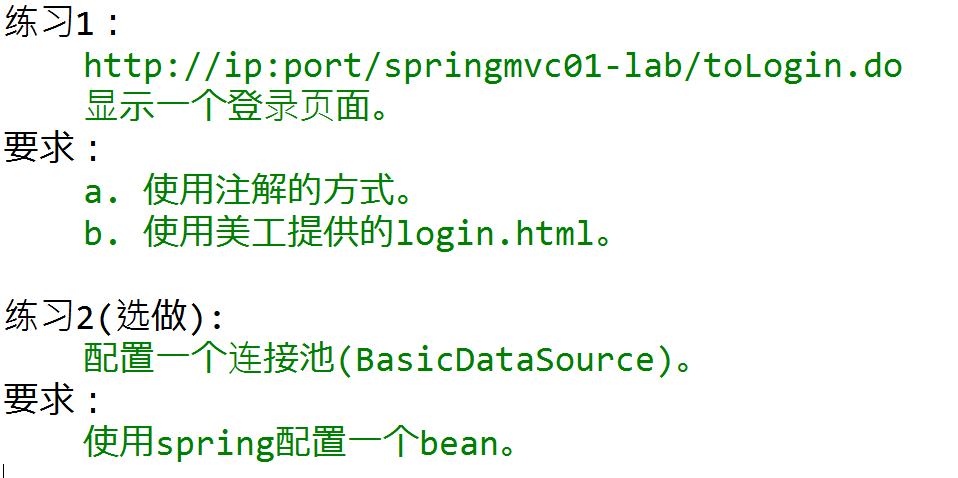 练习1：
http://ip:port/springmvc01-lab/toLogin.do
显示一个登录页面。
要求：
a. 使用注解的方式。
b. 使用美工提供的login.html。
练习2(选做):
配置一个连接池(BasicDataSource)。
要求：
使用spring配置一个bean。